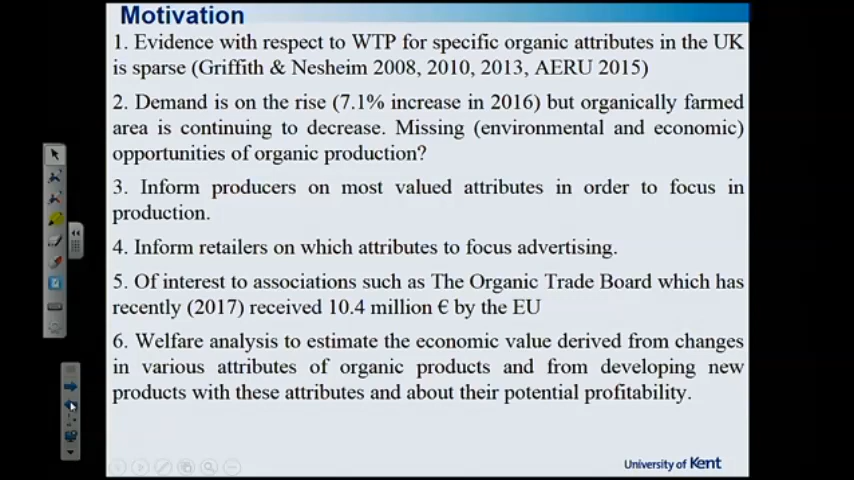 Motivation
1. Evidence with respect to WTP for specific organic attributes in the UK
is sparse (Griffith & Nesheim 2008, 2010, 2013, AERU 2015)
2. Demand is on the rise (7.1% increase in 2016) but organically farmed
area is continuing to decrease. Missing (environmental and economic)
opportunities of organic production?
3. Inform producers on most valued attributes in order to focus in
production.
4. Inform retailers on which attributes to focus advertising.
5. Of interest to associations such as The Organic Trade Board which has
recently (2017) received 10.4 million € by the EU
6. Welfare analysis to estimate the economic value derived from changes
in various attributes of organic products and from developing new
products with these attributes and about their potential profitability.
University of Kent